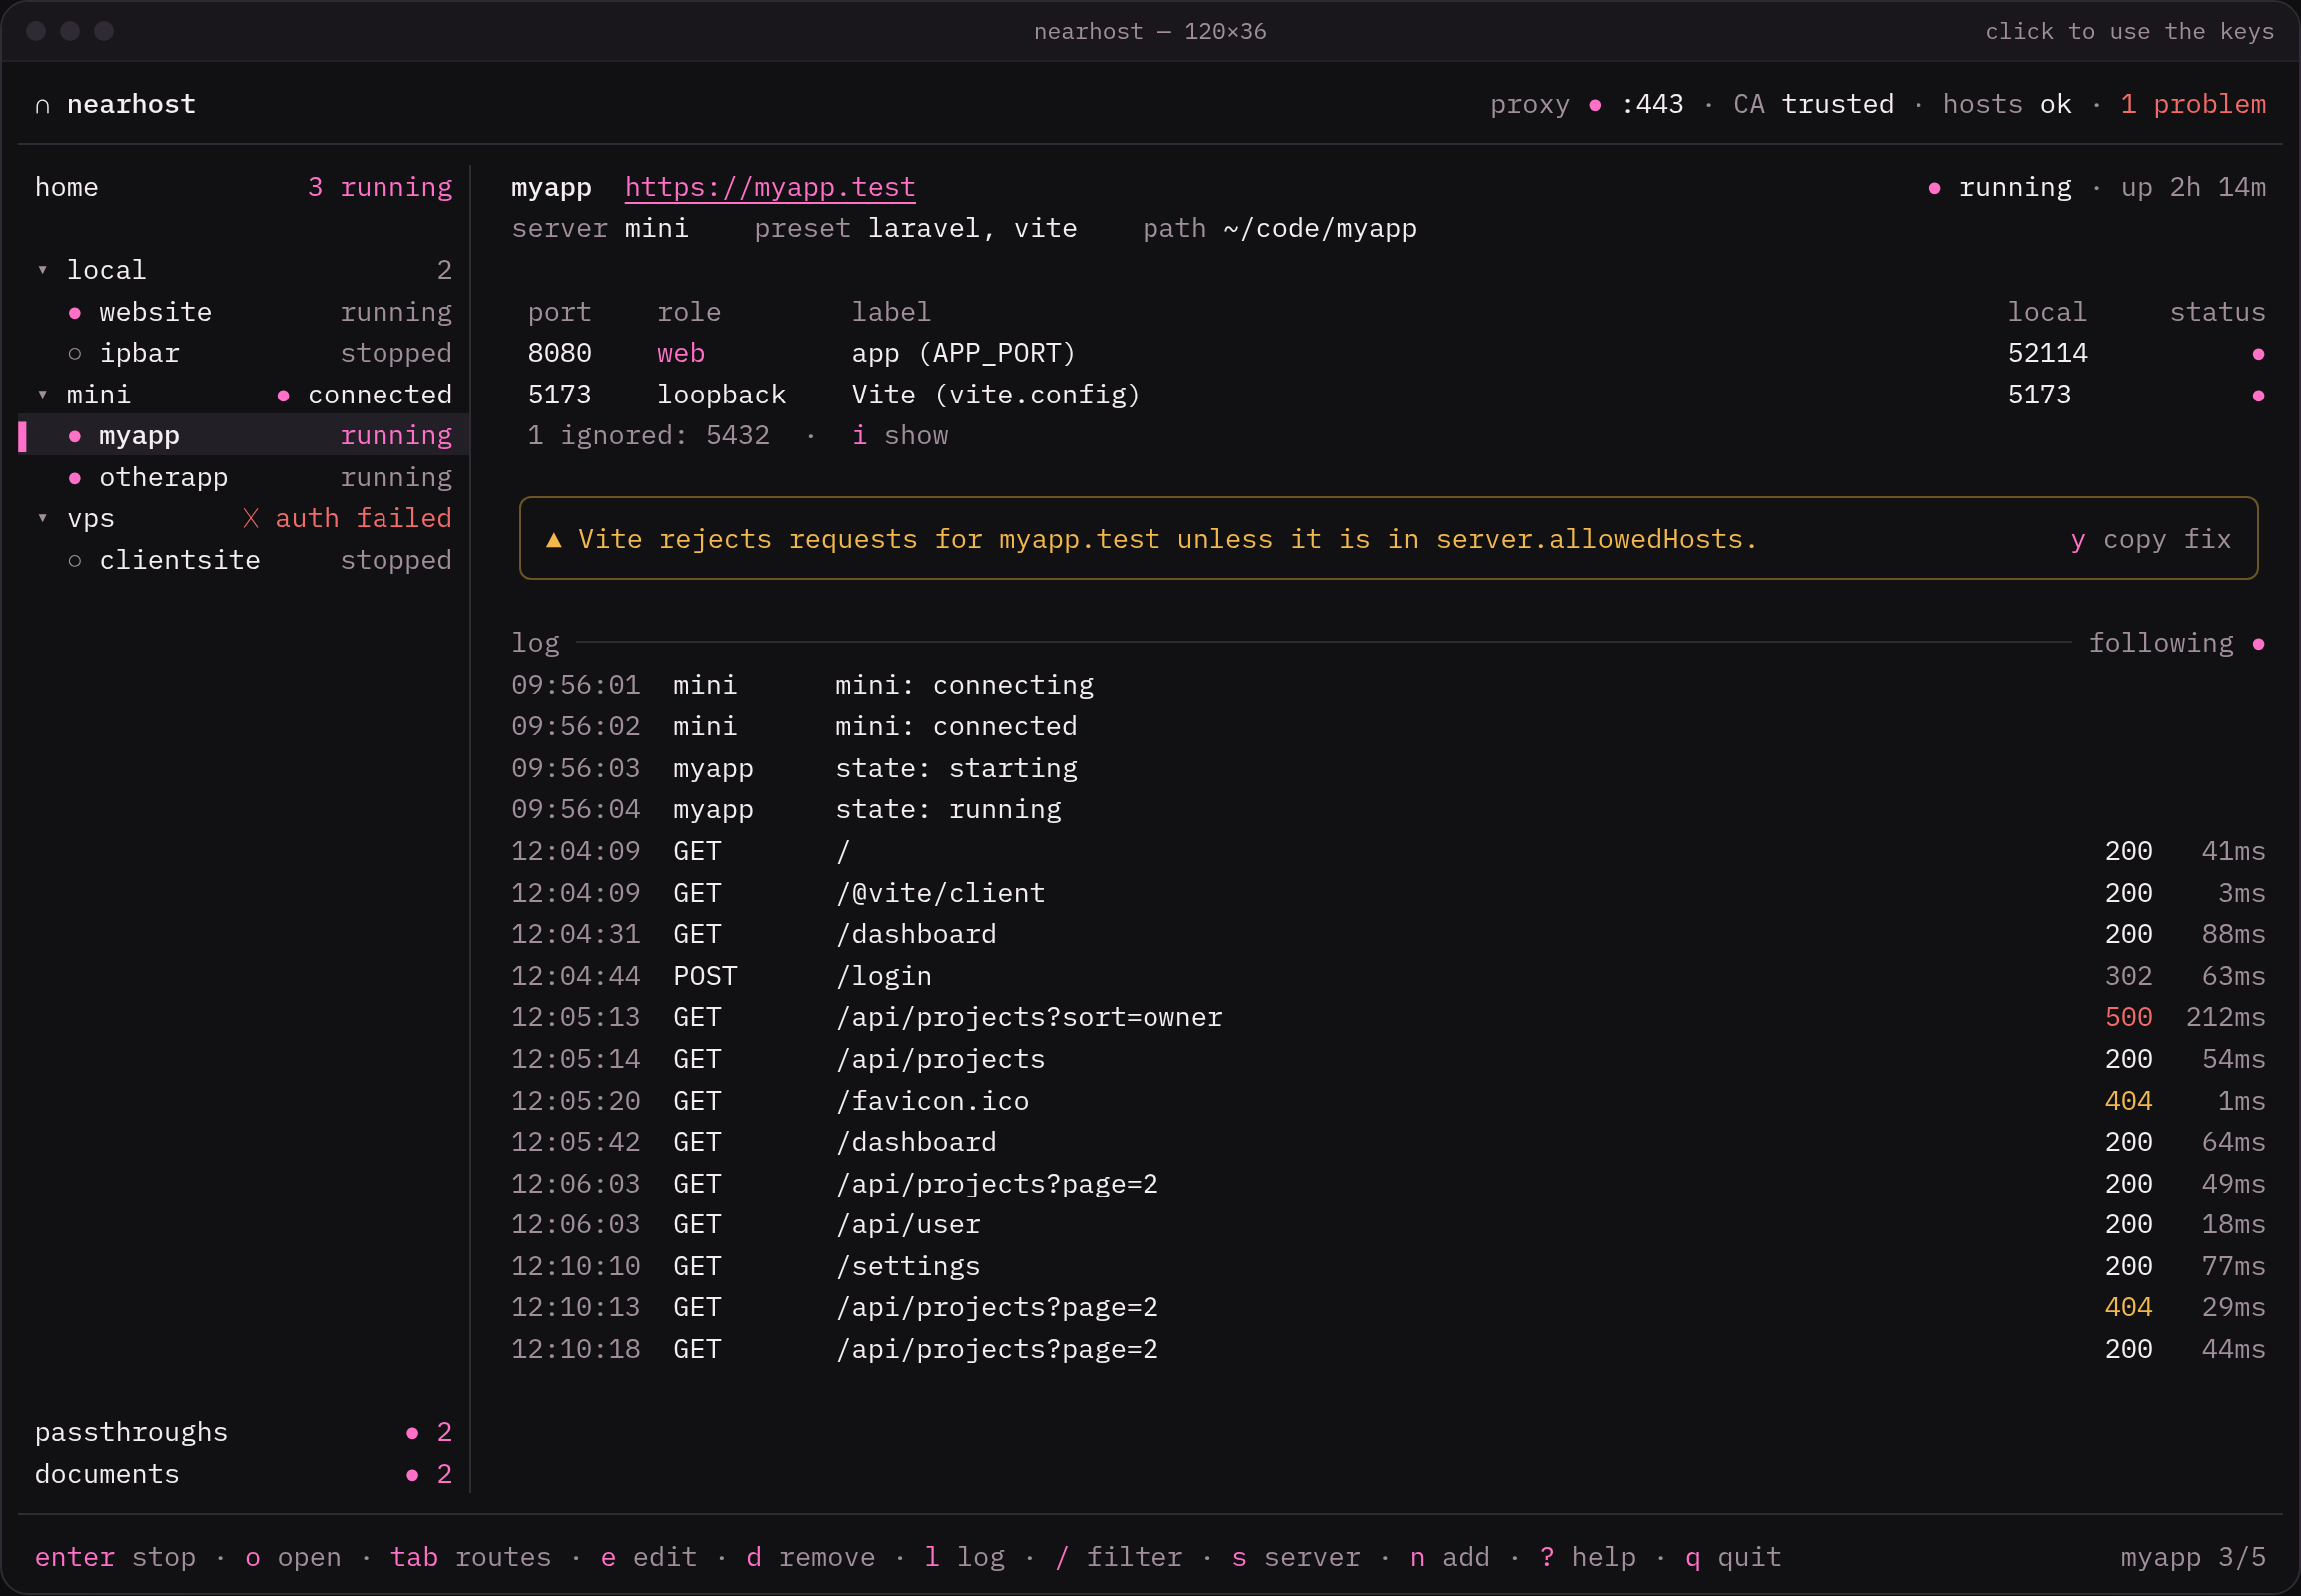 nearhost — 120×36
click to use the keys
∩ nearhost
proxy ● :443 · CA trusted · hosts ok · 1 problem
home 3 running
▾ local 2
● website running
○ ipbar stopped
▾ mini ● connected
● myapp running
● otherapp running
▾ vps ╳ auth failed
○ clientsite stopped
passthroughs ● 2
documents ● 2
myapp https://myapp.test ● running · up 2h 14m
server mini preset laravel, vite path ~/code/myapp
port role label local status
8080 web app (APP_PORT) 52114 ●
5173 loopback Vite (vite.config) 5173 ●
1 ignored: 5432 · i show
▲ Vite rejects requests for myapp.test unless it is in server.allowedHosts. y copy fix
log following ●
09:56:01 mini mini: connecting
09:56:02 mini mini: connected
09:56:03 myapp state: starting
09:56:04 myapp state: running
12:04:09 GET / 200 41ms
12:04:09 GET /@vite/client 200 3ms
12:04:31 GET /dashboard 200 88ms
12:04:44 POST /login 302 63ms
12:05:13 GET /api/projects?sort=owner 500 212ms
12:05:14 GET /api/projects 200 54ms
12:05:20 GET /favicon.ico 404 1ms
12:05:42 GET /dashboard 200 64ms
12:06:03 GET /api/projects?page=2 200 49ms
12:06:03 GET /api/user 200 18ms
12:10:10 GET /settings 200 77ms
12:10:13 GET /api/projects?page=2 404 29ms
12:10:18 GET /api/projects?page=2 200 44ms
enter stop · o open · tab routes · e edit · d remove · l log · / filter · s server · n add · ? help · q quit
myapp 3/5